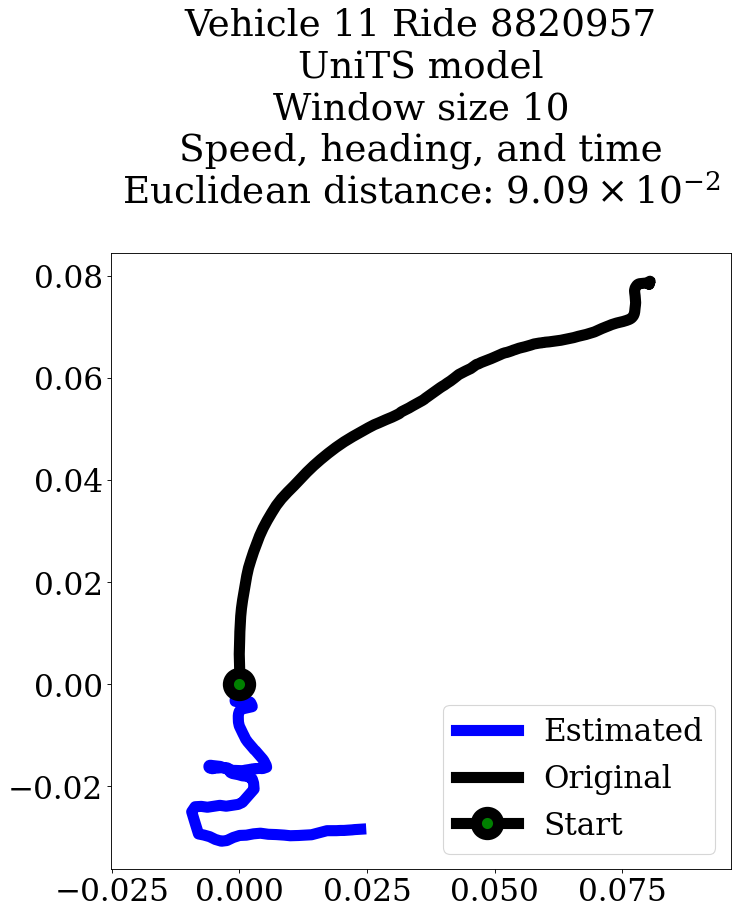 Vehicle 11 Ride 8820957
UniTS model
Window size 10
Speed, heading, and time
Euclidean distance: 9.09 × 10⁻²
0.08
0.06
0.04
0.02
0.00
−0.02
Estimated
Original
Start
−0.025 0.000 0.025 0.050 0.075